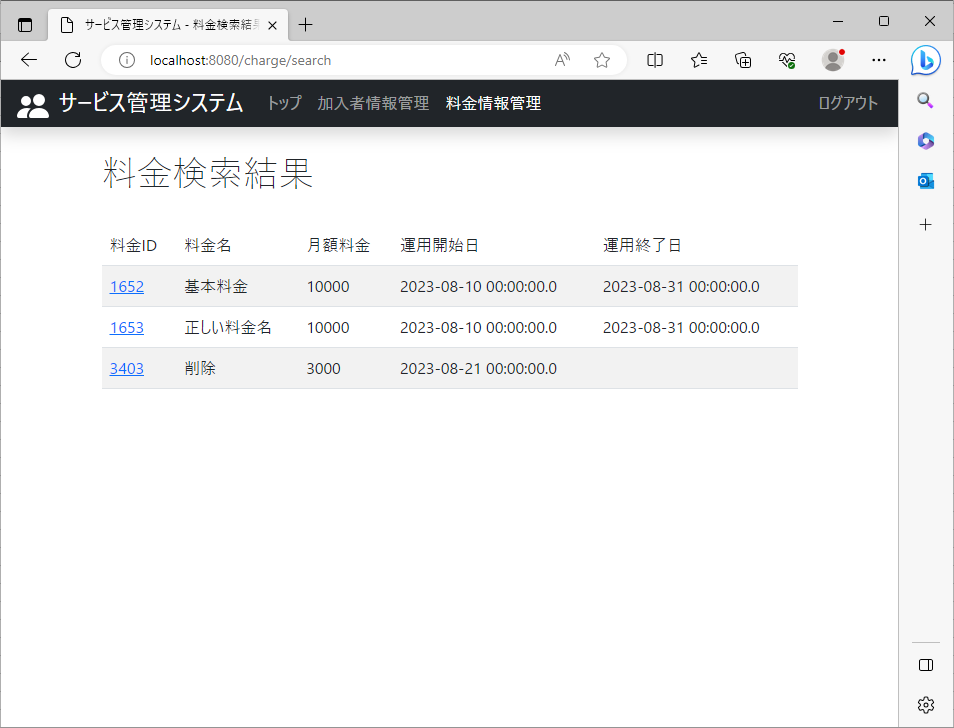 サービス管理システム - 料金検索結果
localhost:8080/charge/search
サービス管理システム トップ 加入者情報管理 料金情報管理 ログアウト
料金検索結果
料金ID 料金名 月額料金 運用開始日 運用終了日
1652 基本料金 10000 2023-08-10 00:00:00.0 2023-08-31 00:00:00.0
1653 正しい料金名 10000 2023-08-10 00:00:00.0 2023-08-31 00:00:00.0
3403 削除 3000 2023-08-21 00:00:00.0